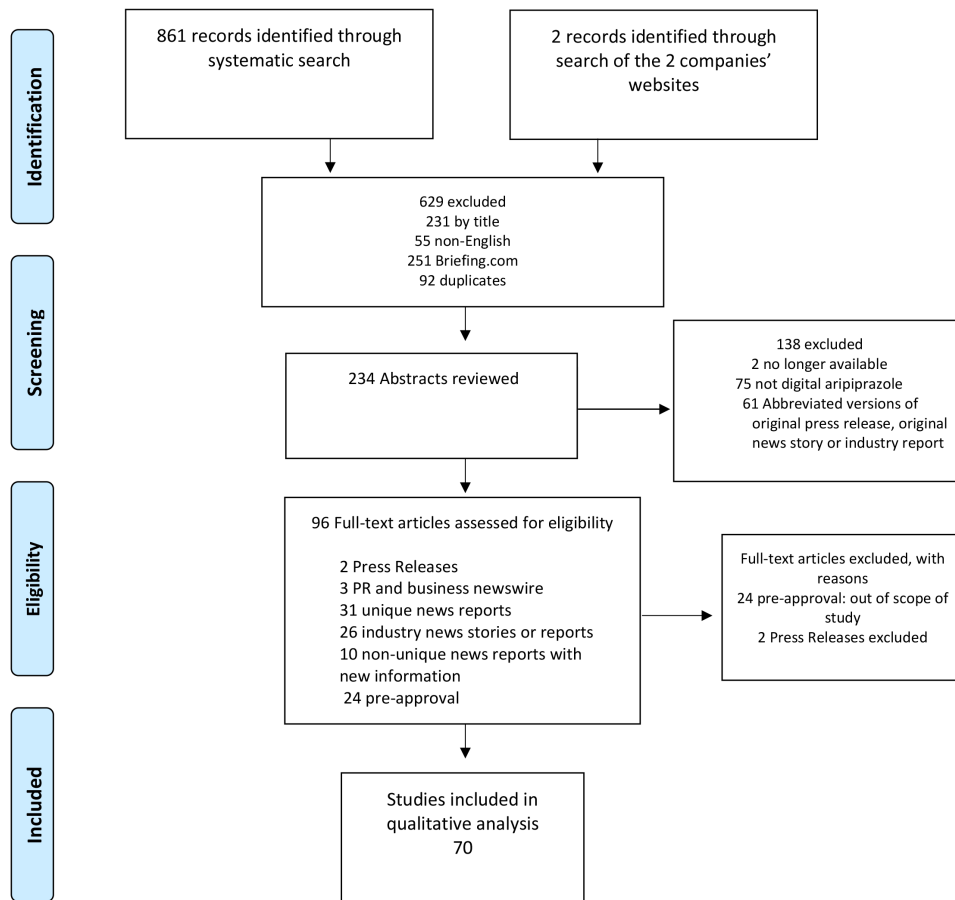 Identification
861 records identified through
systematic search
2 records identified through
search of the 2 companies’
websites
629 excluded
231 by title
55 non-English
251 Briefing.com
92 duplicates
Screening
234 Abstracts reviewed
138 excluded
2 no longer available
75 not digital aripiprazole
61 Abbreviated versions of
original press release, original
news story or industry report
Eligibility
96 Full-text articles assessed for eligibility
2 Press Releases
3 PR and business newswire
31 unique news reports
26 industry news stories or reports
10 non-unique news reports with
new information
24 pre-approval
Full-text articles excluded, with
reasons
24 pre-approval: out of scope of
study
2 Press Releases excluded
Included
Studies included in
qualitative analysis
70